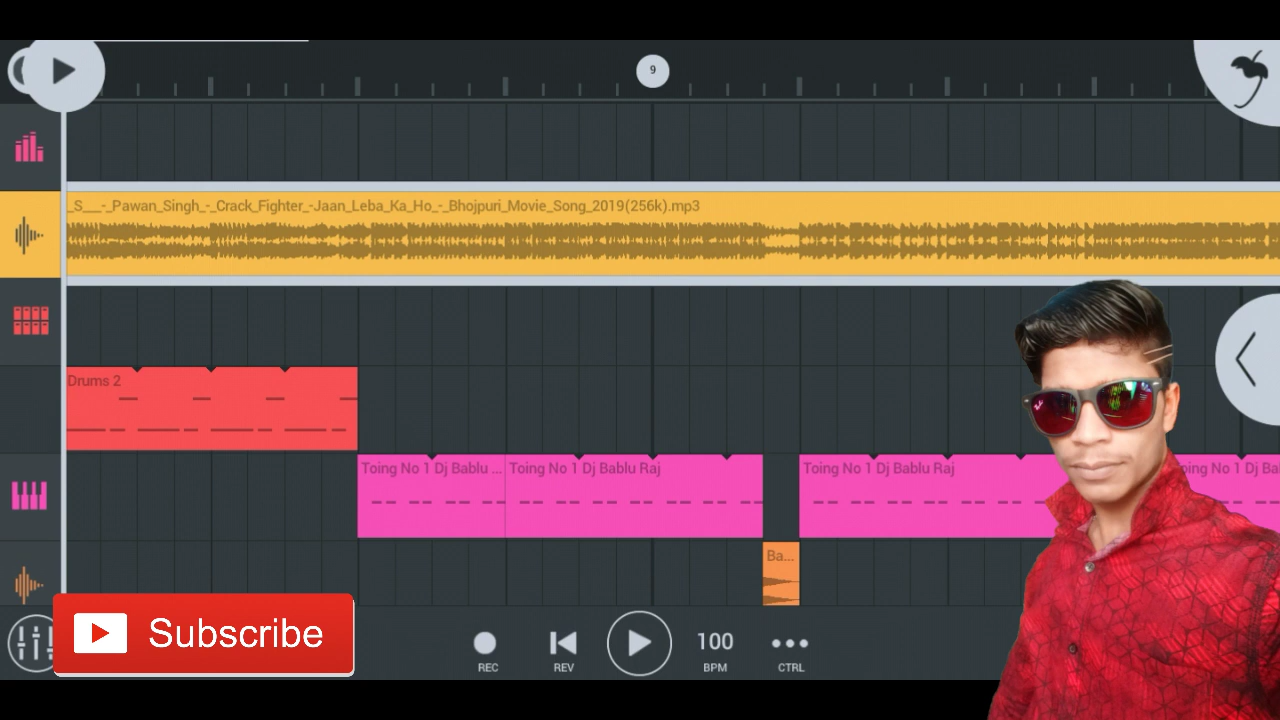 9
_S___-_Pawan_Singh_-_Crack_Fighter_-Jaan_Leba_Ka_Ho_-_Bhojpuri_Movie_Song_2019(256k).mp3
Drums 2
Toing No 1 Dj Bablu ... Toing No 1 Dj Bablu Raj Toing No 1 Dj Bablu Raj
Ba...
Subscribe
100
REC REV BPM CTRL